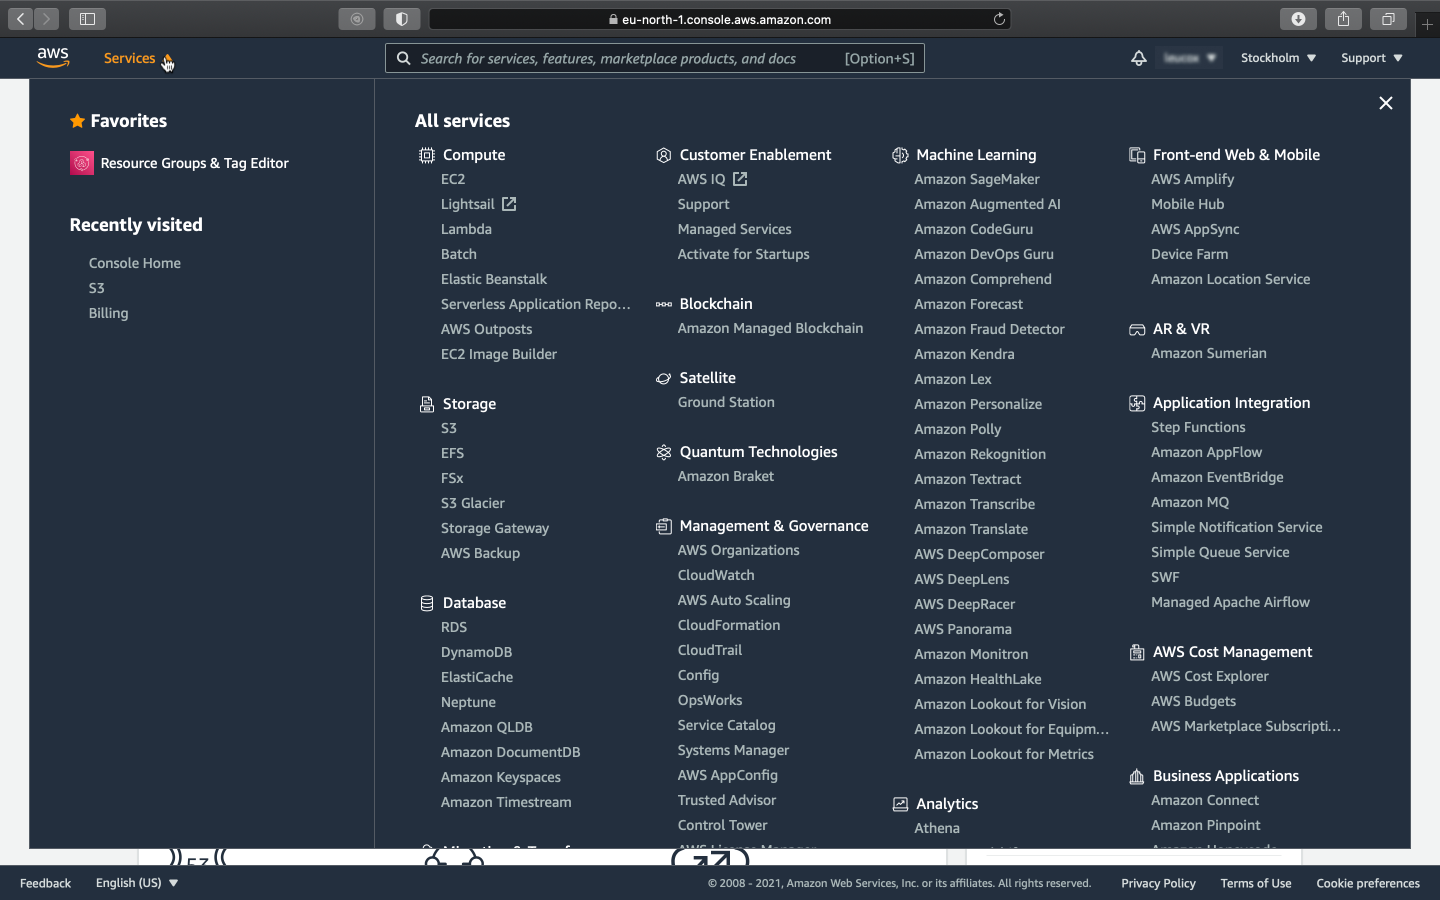 eu-north-1.console.aws.amazon.com
aws
Services
Search for services, features, marketplace products, and docs
[Option+S]
Stockholm
Support
Favorites
Resource Groups & Tag Editor
Recently visited
Console Home
S3
Billing
All services
Compute
EC2
Lightsail
Lambda
Batch
Elastic Beanstalk
Serverless Application Repo...
AWS Outposts
EC2 Image Builder
Storage
S3
EFS
FSx
S3 Glacier
Storage Gateway
AWS Backup
Database
RDS
DynamoDB
ElastiCache
Neptune
Amazon QLDB
Amazon DocumentDB
Amazon Keyspaces
Amazon Timestream
Customer Enablement
AWS IQ
Support
Managed Services
Activate for Startups
Blockchain
Amazon Managed Blockchain
Satellite
Ground Station
Quantum Technologies
Amazon Braket
Management & Governance
AWS Organizations
CloudWatch
AWS Auto Scaling
CloudFormation
CloudTrail
Config
OpsWorks
Service Catalog
Systems Manager
AWS AppConfig
Trusted Advisor
Control Tower
AWS License Manager
Machine Learning
Amazon SageMaker
Amazon Augmented AI
Amazon CodeGuru
Amazon DevOps Guru
Amazon Comprehend
Amazon Forecast
Amazon Fraud Detector
Amazon Kendra
Amazon Lex
Amazon Personalize
Amazon Polly
Amazon Rekognition
Amazon Textract
Amazon Transcribe
Amazon Translate
AWS DeepComposer
AWS DeepLens
AWS DeepRacer
AWS Panorama
Amazon Monitron
Amazon HealthLake
Amazon Lookout for Vision
Amazon Lookout for Equipm...
Amazon Lookout for Metrics
Analytics
Athena
Front-end Web & Mobile
AWS Amplify
Mobile Hub
AWS AppSync
Device Farm
Amazon Location Service
AR & VR
Amazon Sumerian
Application Integration
Step Functions
Amazon AppFlow
Amazon EventBridge
Amazon MQ
Simple Notification Service
Simple Queue Service
SWF
Managed Apache Airflow
AWS Cost Management
AWS Cost Explorer
AWS Budgets
AWS Marketplace Subscripti...
Business Applications
Amazon Connect
Amazon Pinpoint
Amazon Honeycode
Feedback
English (US)
© 2008 - 2021, Amazon Web Services, Inc. or its affiliates. All rights reserved.
Privacy Policy
Terms of Use
Cookie preferences